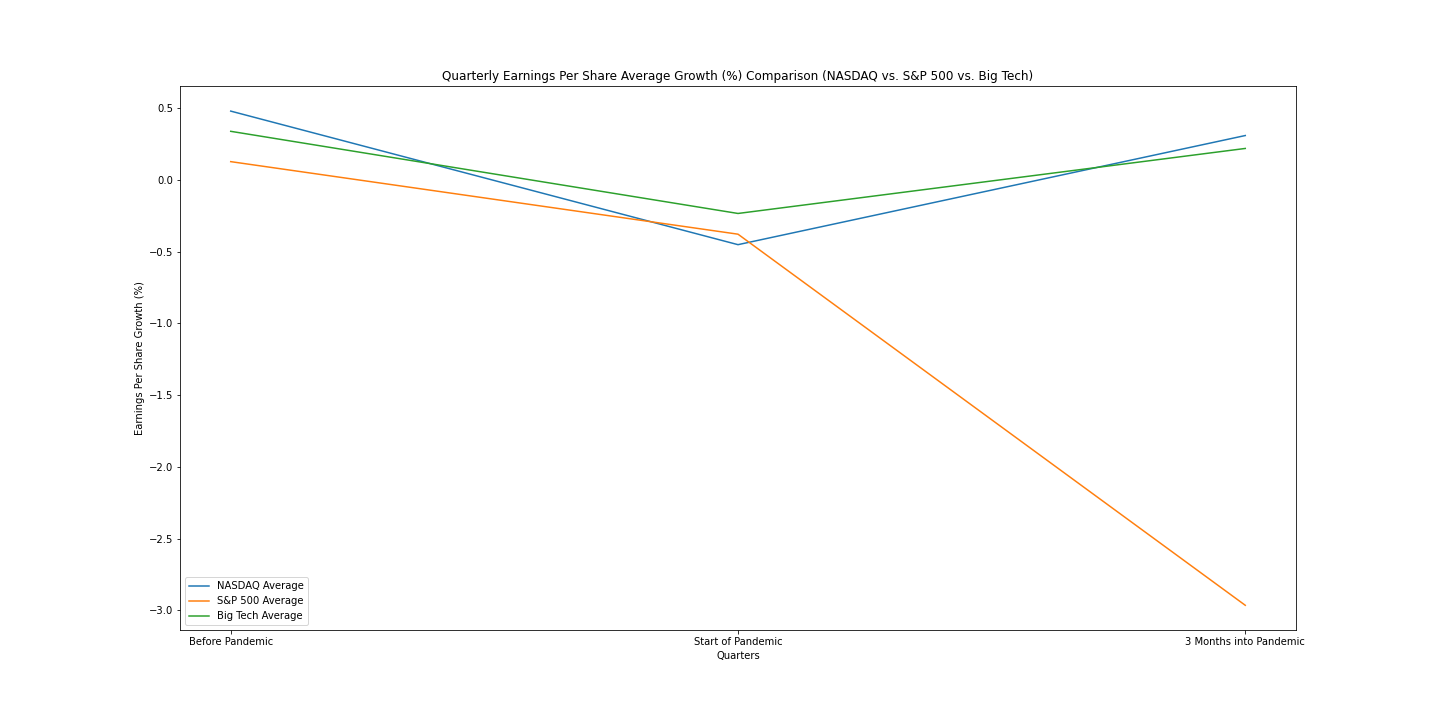 Quarterly Earnings Per Share Average Growth (%) Comparison (NASDAQ vs. S&P 500 vs. Big Tech)
Earnings Per Share Growth (%)
0.5
0.0
−0.5
−1.0
−1.5
−2.0
−2.5
−3.0
NASDAQ Average
S&P 500 Average
Big Tech Average
Before Pandemic
Start of Pandemic
3 Months into Pandemic
Quarters